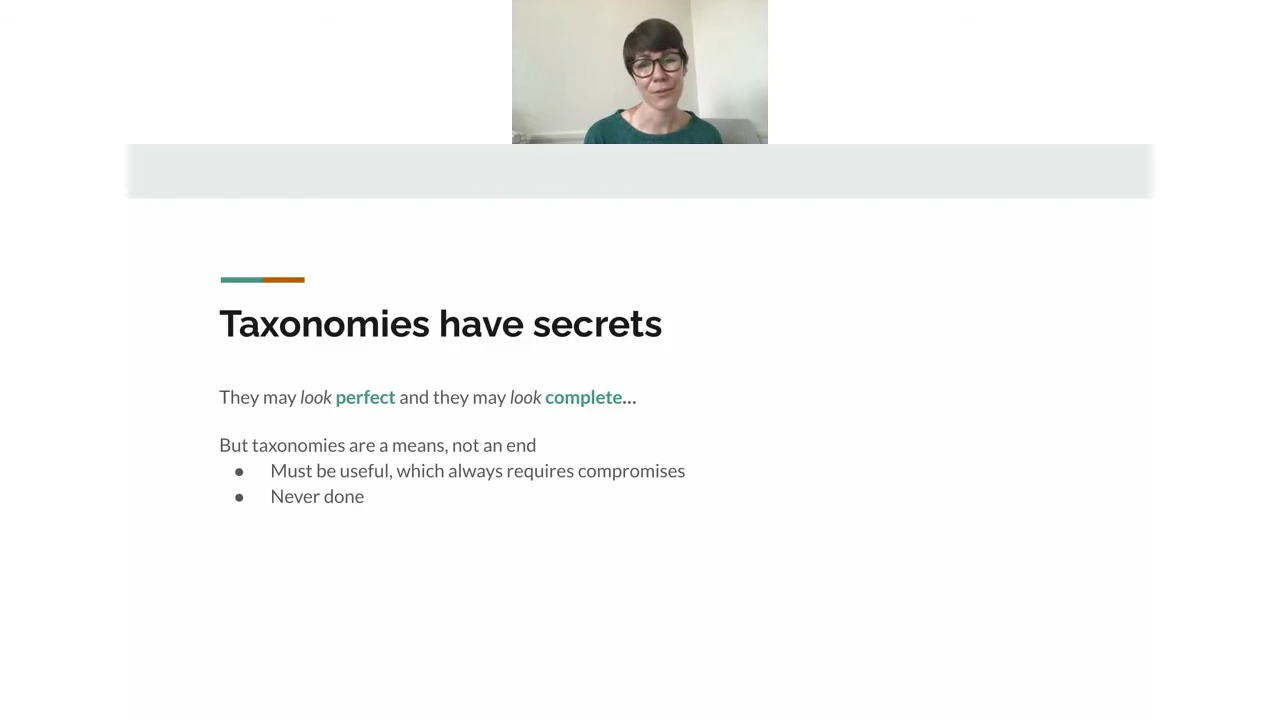 Taxonomies have secrets
They may look perfect and they may look complete...
But taxonomies are a means, not an end
● Must be useful, which always requires compromises
● Never done